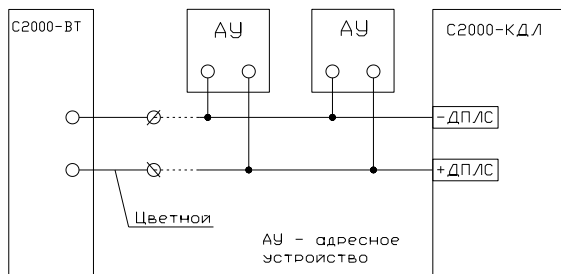 С2000-ВТ
АУ
АУ
С2000-КДЛ
-ДПЛС
+ДПЛС
Цветной
АУ - адресное
устройство